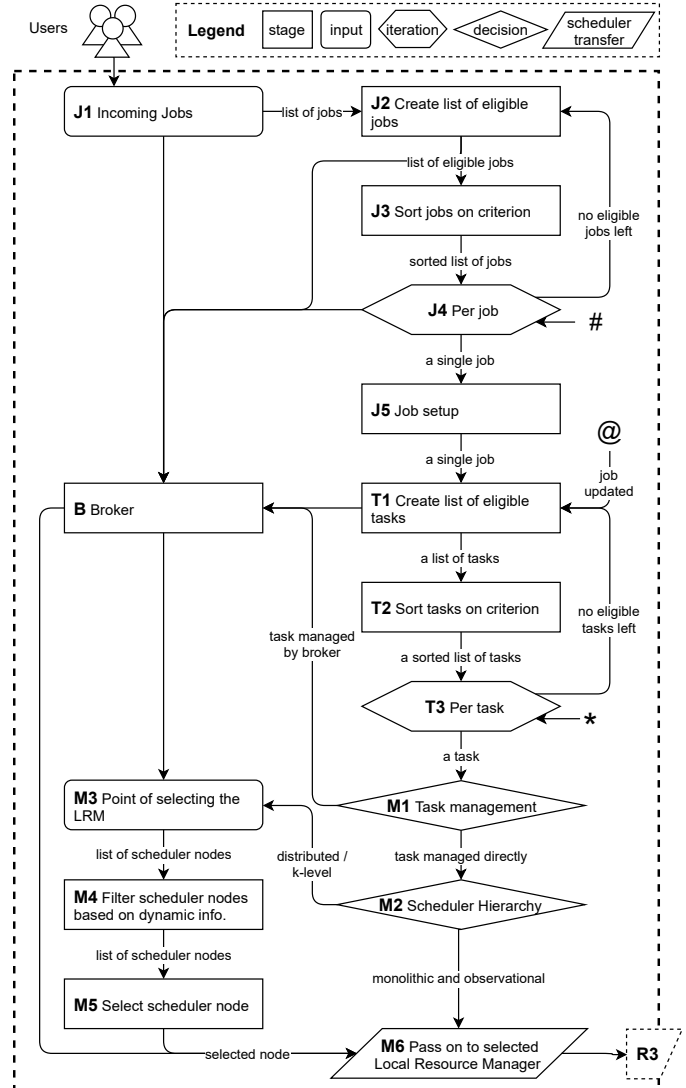 Users
Legend
stage
input
iteration
decision
scheduler
transfer
J1 Incoming Jobs
list of jobs
J2 Create list of eligible
jobs
list of eligible jobs
J3 Sort jobs on criterion
no eligible
jobs left
sorted list of jobs
J4 Per job
#
a single job
J5 Job setup
@
a single job
job
updated
B Broker
T1 Create list of eligible
tasks
a list of tasks
T2 Sort tasks on criterion
no eligible
tasks left
task managed
by broker
a sorted list of tasks
T3 Per task
*
a task
M3 Point of selecting the
LRM
M1 Task management
list of scheduler nodes
distributed /
k-level
task managed directly
M4 Filter scheduler nodes
based on dynamic info.
M2 Scheduler Hierarchy
list of scheduler nodes
monolithic and observational
M5 Select scheduler node
selected node
M6 Pass on to selected
Local Resource Manager
R3